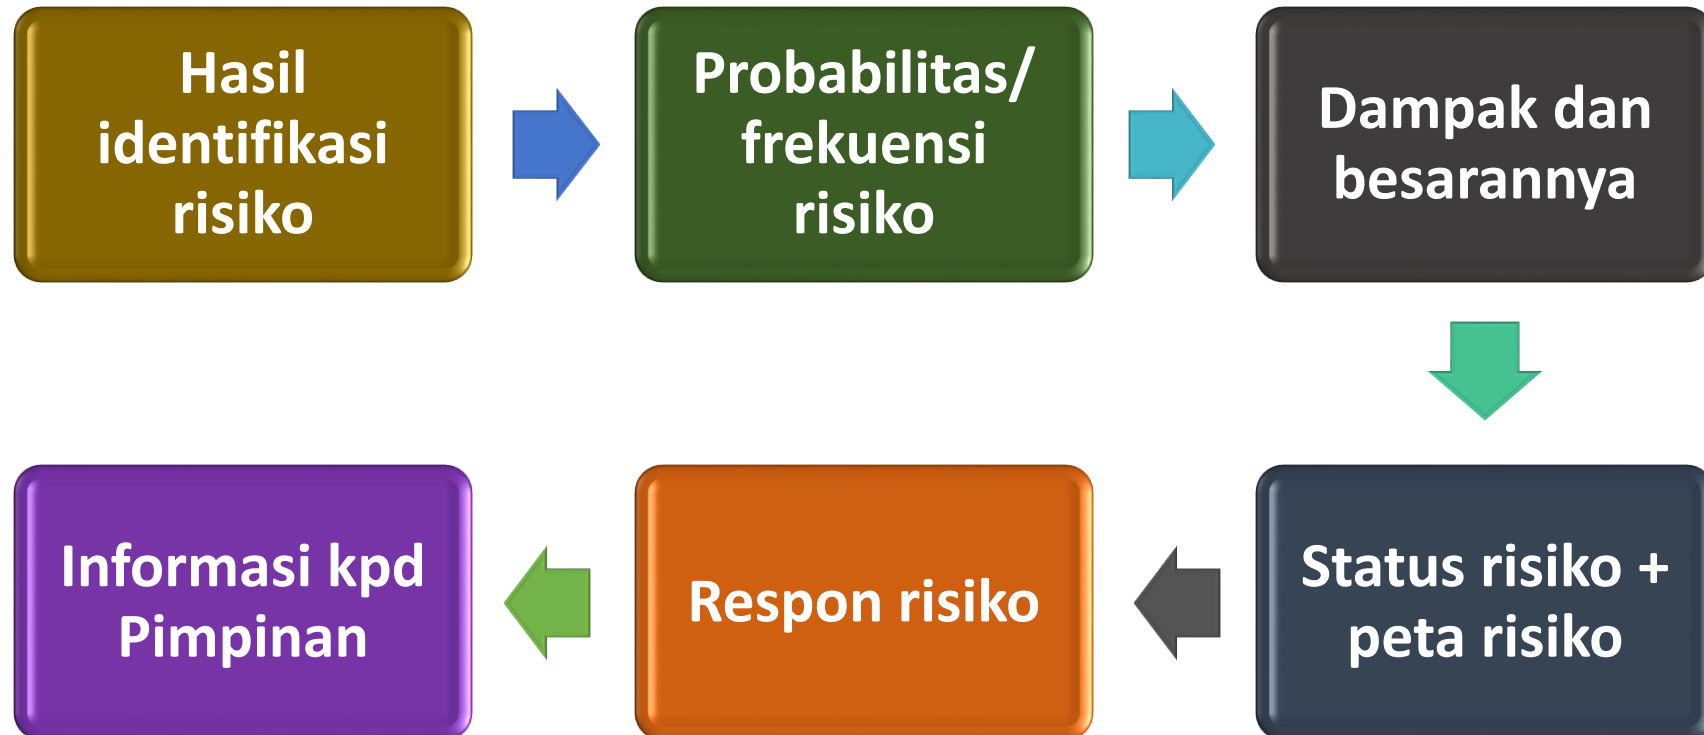 Hasil
identifikasi
risiko
Probabilitas/
frekuensi
risiko
Dampak dan
besarannya
Status risiko +
peta risiko
Respon risiko
Informasi kpd
Pimpinan